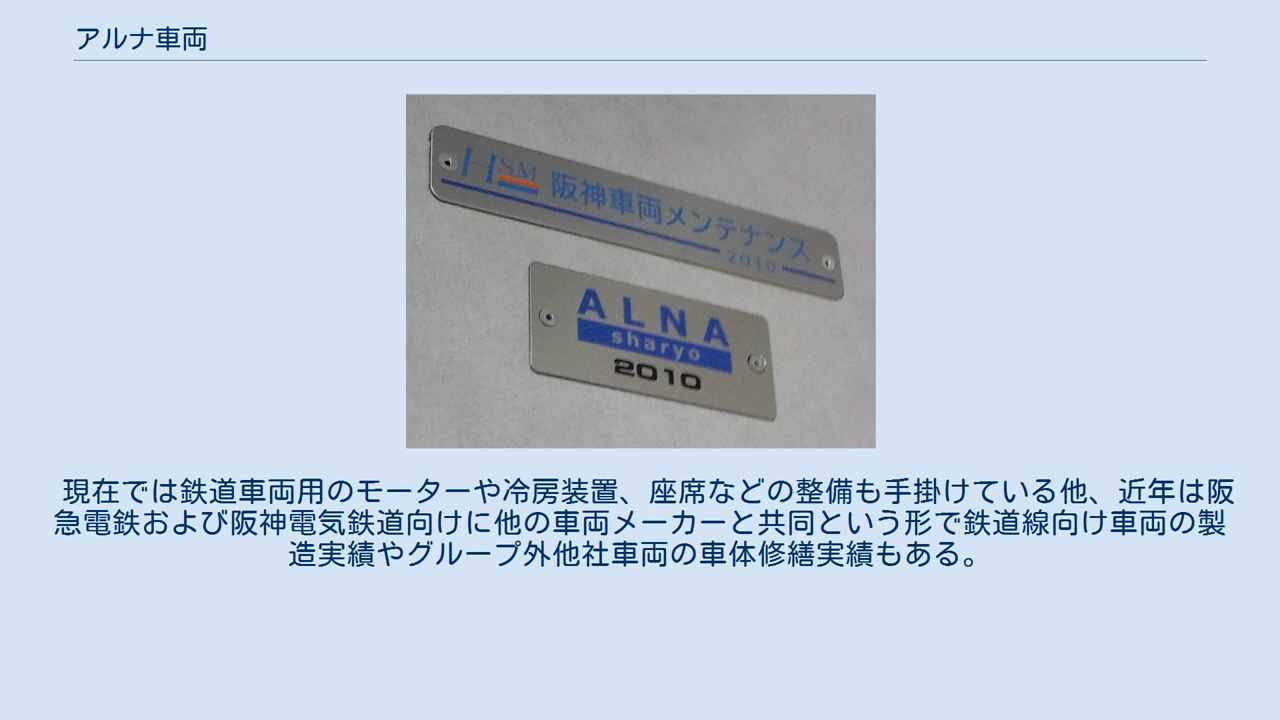 アルナ車両
HSM 阪神車両メンテナンス
2010
ALNA
sharyo
2010
現在では鉄道車両用のモーターや冷房装置、座席などの整備も手掛けている他、近年は阪
急電鉄および阪神電気鉄道向けに他の車両メーカーと共同という形で鉄道線向け車両の製
造実績やグループ外他社車両の車体修繕実績もある。